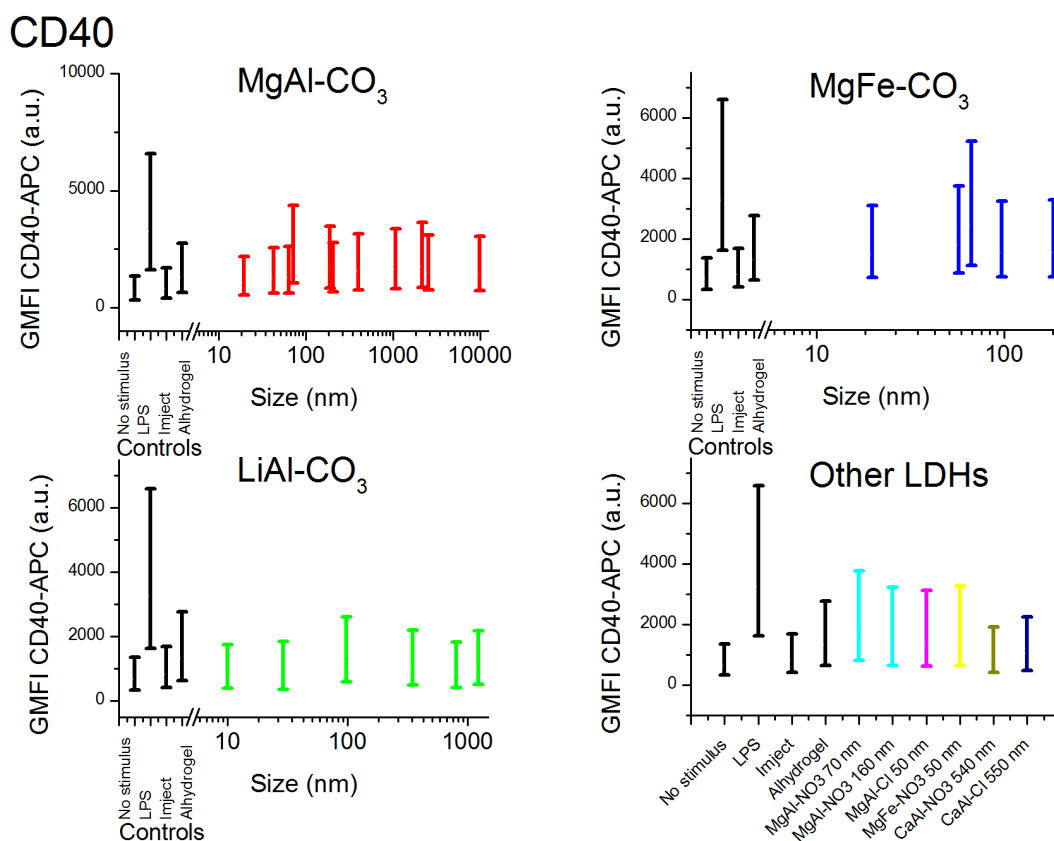 CD40
MgAl-CO₃
GMFI CD40-APC (a.u.)
10000
5000
0
10 100 1000 10000
Size (nm)
No stimulus
LPS
Imject
Alhydrogel
Controls
MgFe-CO₃
GMFI CD40-APC (a.u.)
6000
4000
2000
0
10 100
Size (nm)
No stimulus
LPS
Imject
Alhydrogel
Controls
LiAl-CO₃
GMFI CD40-APC (a.u.)
6000
4000
2000
0
10 100 1000
Size (nm)
No stimulus
LPS
Imject
Alhydrogel
Controls
Other LDHs
GMFI CD40-APC (a.u.)
6000
4000
2000
0
No stimulus
LPS
Imject
Alhydrogel
MgAl-NO3 70 nm
MgAl-NO3 160 nm
MgAl-Cl 50 nm
MgFe-NO3 50 nm
CaAl-NO3 540 nm
CaAl-Cl 550 nm